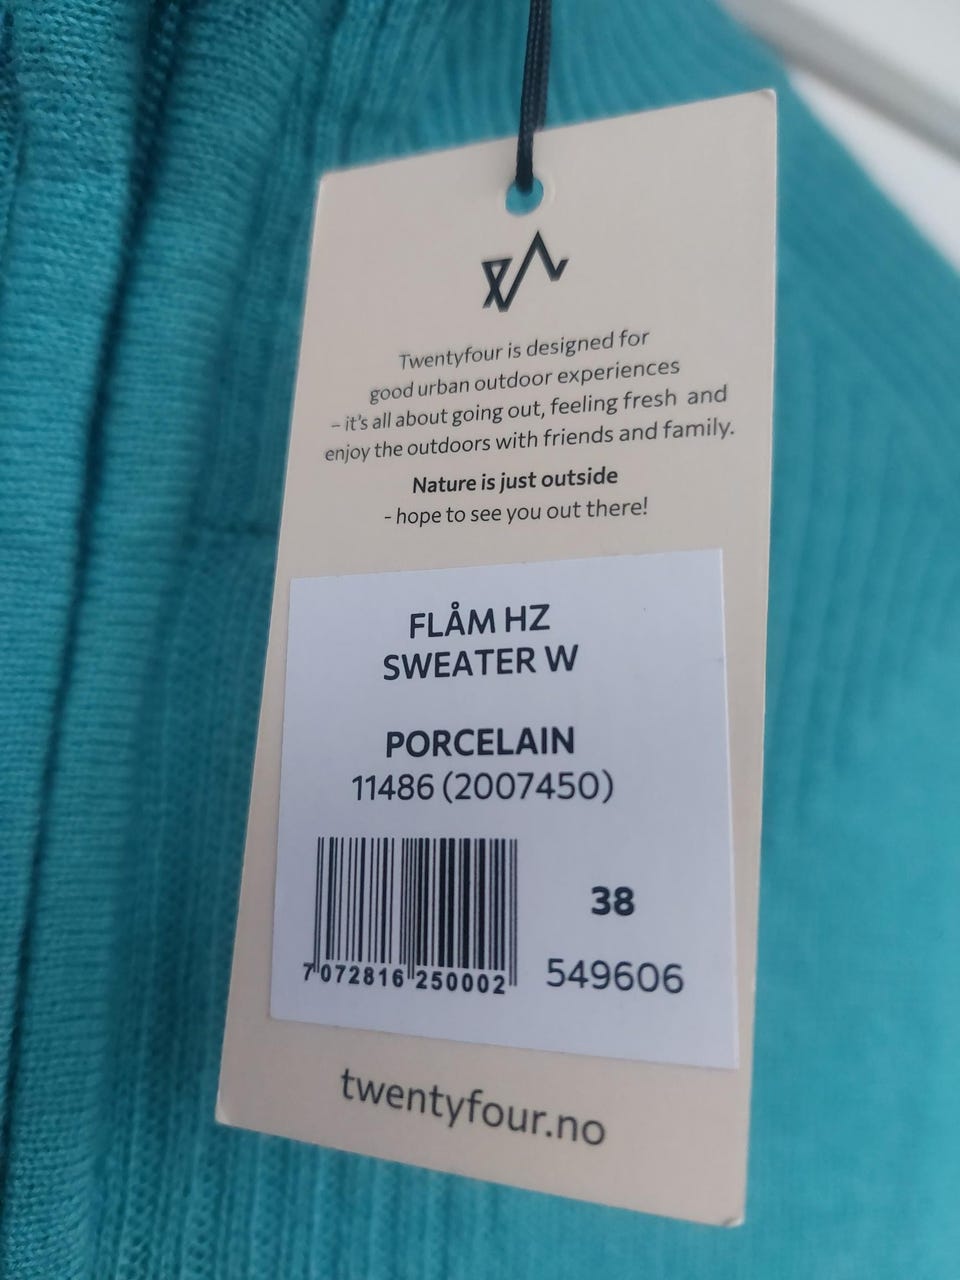 Twentyfour is designed for
good urban outdoor experiences
– it's all about going out, feeling fresh and
enjoy the outdoors with friends and family.
Nature is just outside
- hope to see you out there!
FLÅM HZ
SWEATER W
PORCELAIN
11486 (2007450)
38
7 072816 250002
549606
twentyfour.no